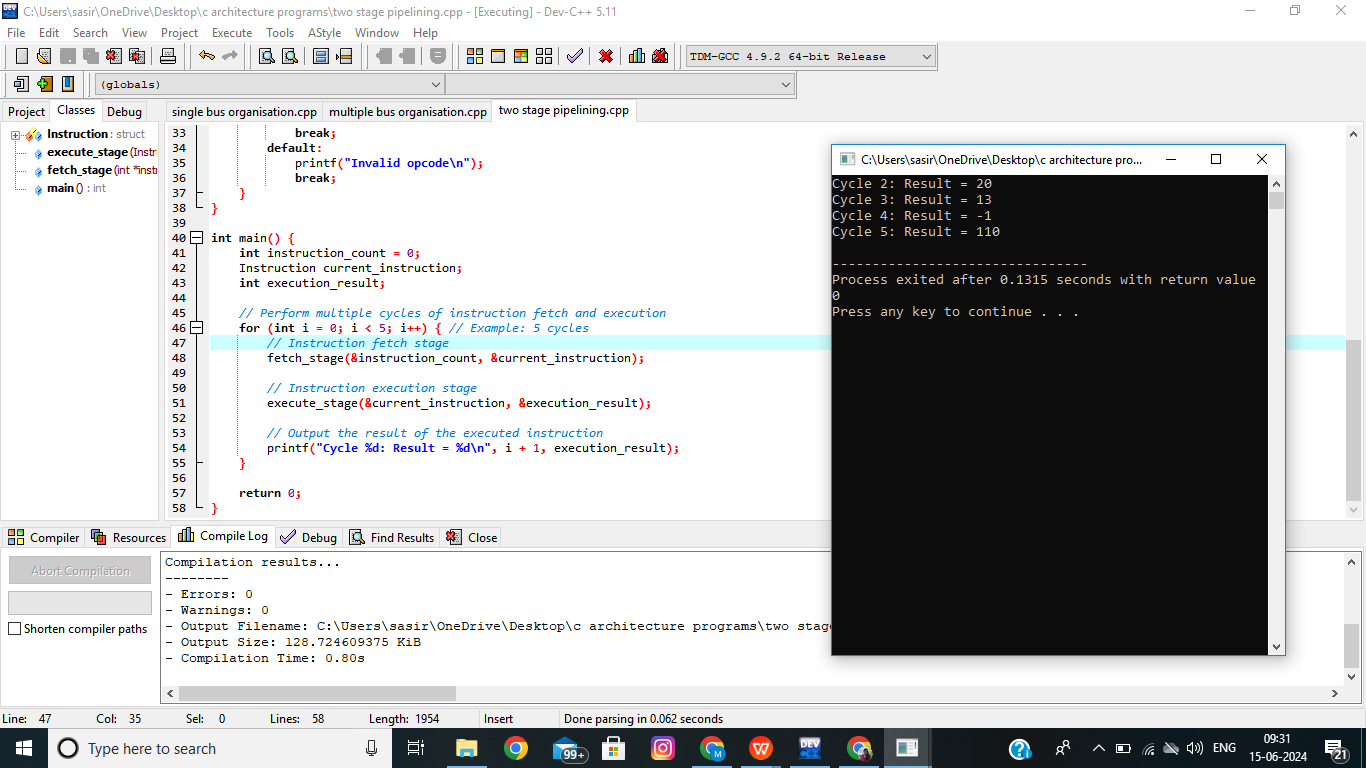 C:\Users\sasir\OneDrive\Desktop\c architecture programs\two stage pipelining.cpp - [Executing] - Dev-C++ 5.11
File Edit Search View Project Execute Tools AStyle Window Help
TDM-GCC 4.9.2 64-bit Release
(globals)
Project Classes Debug
single bus organisation.cpp multiple bus organisation.cpp two stage pipelining.cpp
Instruction : struct
execute_stage (Instr
fetch_stage (int *instr
main () : int
33 break;
34 default:
35 printf("Invalid opcode\n");
36 break;
37 }
38 }
39
40 int main() {
41 int instruction_count = 0;
42 Instruction current_instruction;
43 int execution_result;
44
45 // Perform multiple cycles of instruction fetch and execution
46 for (int i = 0; i < 5; i++) { // Example: 5 cycles
47 // Instruction fetch stage
48 fetch_stage(&instruction_count, &current_instruction);
49
50 // Instruction execution stage
51 execute_stage(&current_instruction, &execution_result);
52
53 // Output the result of the executed instruction
54 printf("Cycle %d: Result = %d\n", i + 1, execution_result);
55 }
56
57 return 0;
58 }
C:\Users\sasir\OneDrive\Desktop\c architecture pro...
Cycle 2: Result = 20
Cycle 3: Result = 13
Cycle 4: Result = -1
Cycle 5: Result = 110
--------------------------------
Process exited after 0.1315 seconds with return value
0
Press any key to continue . . .
Compiler Resources Compile Log Debug Find Results Close
Abort Compilation
Shorten compiler paths
Compilation results...
--------
- Errors: 0
- Warnings: 0
- Output Filename: C:\Users\sasir\OneDrive\Desktop\c architecture programs\two stag
- Output Size: 128.724609375 KiB
- Compilation Time: 0.80s
Line: 47 Col: 35 Sel: 0 Lines: 58 Length: 1954 Insert Done parsing in 0.062 seconds
Type here to search
99+
M
W
DEV
ENG
09:31
15-06-2024
21